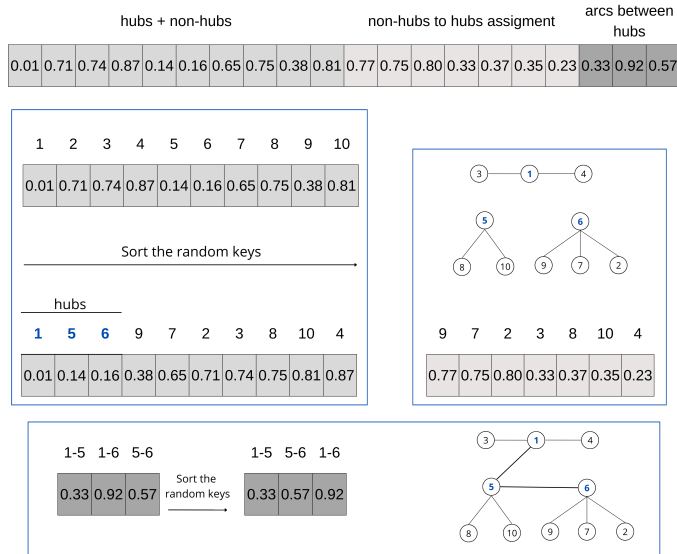 hubs + non-hubs
non-hubs to hubs assigment
arcs between
hubs
0.01 0.71 0.74 0.87 0.14 0.16 0.65 0.75 0.38 0.81 0.77 0.75 0.80 0.33 0.37 0.35 0.23 0.33 0.92 0.57
1 2 3 4 5 6 7 8 9 10
0.01 0.71 0.74 0.87 0.14 0.16 0.65 0.75 0.38 0.81
Sort the random keys
hubs
1 5 6 9 7 2 3 8 10 4
0.01 0.14 0.16 0.38 0.65 0.71 0.74 0.75 0.81 0.87
3 1 4
5 6
8 10 9 7 2
9 7 2 3 8 10 4
0.77 0.75 0.80 0.33 0.37 0.35 0.23
1-5 1-6 5-6
0.33 0.92 0.57
Sort the
random keys
1-5 5-6 1-6
0.33 0.57 0.92
3 1 4
5 6
8 10 9 7 2